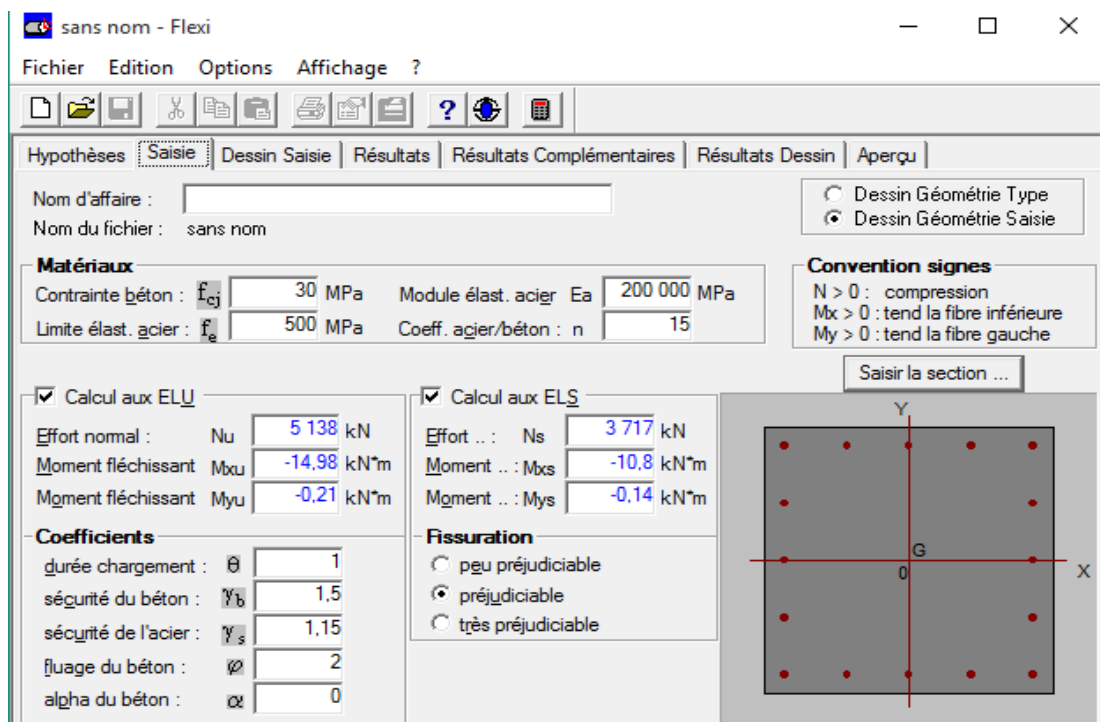 sans nom - Flexi
Fichier Edition Options Affichage ?
Hypothèses Saisie Dessin Saisie Résultats Résultats Complémentaires Résultats Dessin Aperçu
Nom d'affaire :
Nom du fichier : sans nom
Dessin Géométrie Type
Dessin Géométrie Saisie
Matériaux
Contrainte béton : fcj 30 MPa Module élast. acier Ea 200 000 MPa
Limite élast. acier : fe 500 MPa Coeff. acier/béton : n 15
Convention signes
N > 0 : compression
Mx > 0 : tend la fibre inférieure
My > 0 : tend la fibre gauche
Saisir la section ...
Calcul aux ELU
Effort normal : Nu 5 138 kN
Moment fléchissant Mxu -14,98 kN*m
Moment fléchissant Myu -0,21 kN*m
Coefficients
durée chargement : θ 1
sécurité du béton : γb 1,5
sécurité de l'acier : γs 1,15
fluage du béton : φ 2
alpha du béton : α 0
Calcul aux ELS
Effort .. : Ns 3 717 kN
Moment .. : Mxs -10,8 kN*m
Moment .. : Mys -0,14 kN*m
Fissuration
peu préjudiciable
préjudiciable
très préjudiciable
Y
G
0
X